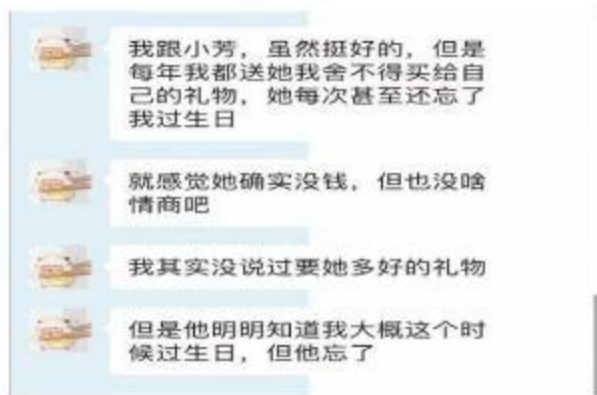 我跟小芳，虽然挺好的，但是
每年我都送她我舍不得买给自
己的礼物，她每次甚至还忘了
我过生日
就感觉她确实没钱，但也没啥
情商吧
我其实没说过要她多好的礼物
但是他明明知道我大概这个时
候过生日，但他忘了